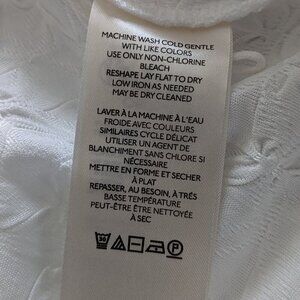 MACHINE WASH COLD GENTLE
WITH LIKE COLORS
USE ONLY NON-CHLORINE
BLEACH
RESHAPE LAY FLAT TO DRY
LOW IRON AS NEEDED
MAY BE DRY CLEANED
LAVER À LA MACHINE À L'EAU
FROIDE AVEC COULEURS
SIMILAIRES CYCLE DÉLICAT
UTILISER UN AGENT DE
BLANCHIMENT SANS CHLORE SI
NÉCESSAIRE
METTRE EN FORME ET SECHER
À PLAT
REPASSER, AU BESOIN, À TRÉS
BASSE TEMPÉRATURE
PEUT-ÊTRE ÊTRE NETTOYÉE
À SEC
30 P